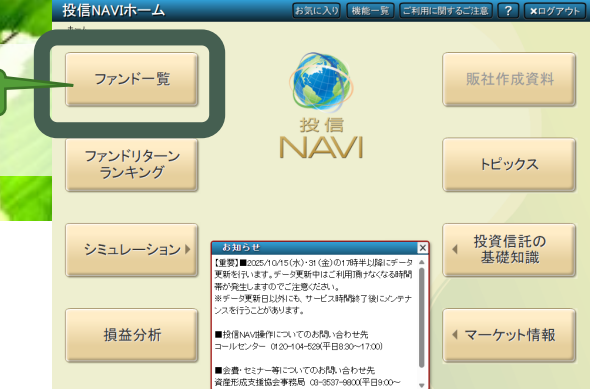 投信NAVIホーム
お気に入り 機能一覧 ご利用に関するご注意 ? ×ログアウト
ホーム
ファンド一覧
販社作成資料
投信
NAVI
ファンドリターン
ランキング
トピックス
シミュレーション
投資信託の
基礎知識
お知らせ
【重要】■2025/10/15(水)・31(金)の17時半以降にデータ
更新を行います。データ更新中はご利用頂けなくなる時間
帯が発生しますのでご注意ください。
※データ更新日以外にも、サービス時間終了後にメンテナ
ンスを行うことがあります。
■投信NAVI操作についてのお問い合わせ先
コールセンター 0120-104-529(平日8:30～17:00)
■会費・セミナー等についてのお問い合わせ先
資産形成支援協会事務局 03-3537-9800(平日9:00～
損益分析
マーケット情報